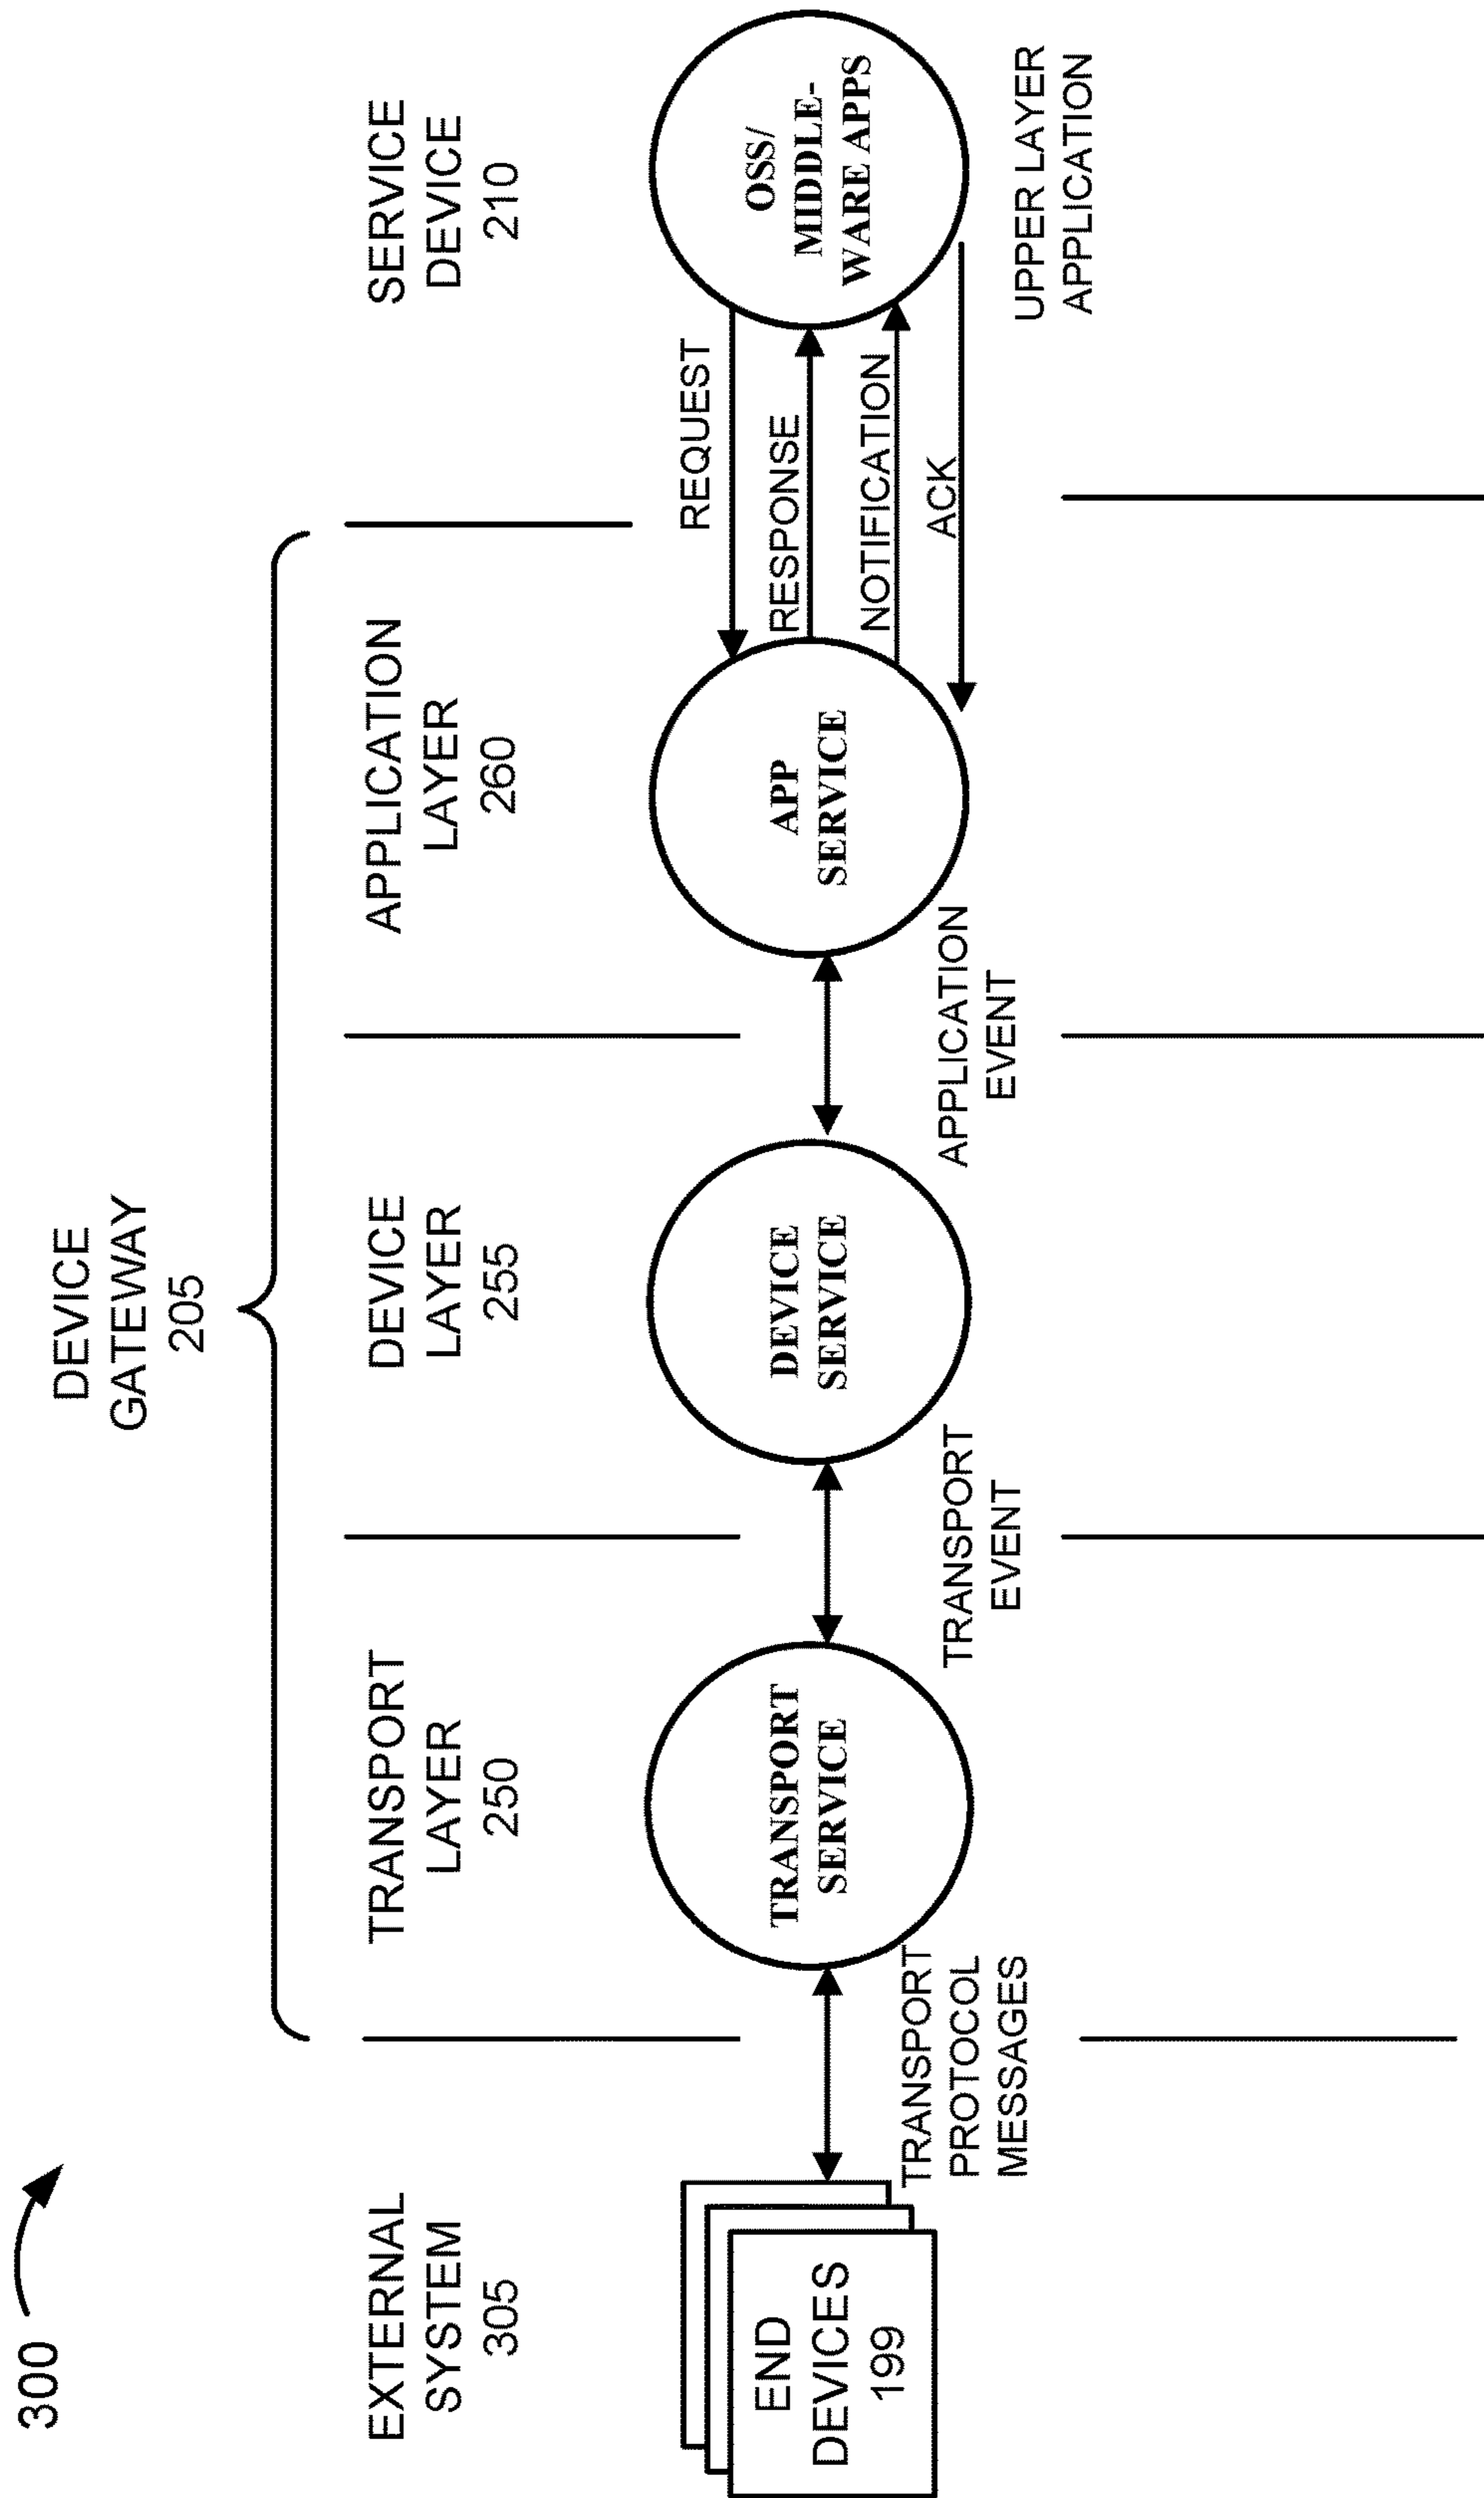 300
DEVICE
GATEWAY
205
EXTERNAL
SYSTEM
305
TRANSPORT
LAYER
250
DEVICE
LAYER
255
APPLICATION
LAYER
260
SERVICE
DEVICE
210
END
DEVICES
199
TRANSPORT
PROTOCOL
MESSAGES
TRANSPORT
SERVICE
TRANSPORT
EVENT
DEVICE
SERVICE
APPLICATION
EVENT
APP
SERVICE
REQUEST
RESPONSE
NOTIFICATION
ACK
OSS/
MIDDLE-
WARE APPS
UPPER LAYER
APPLICATION